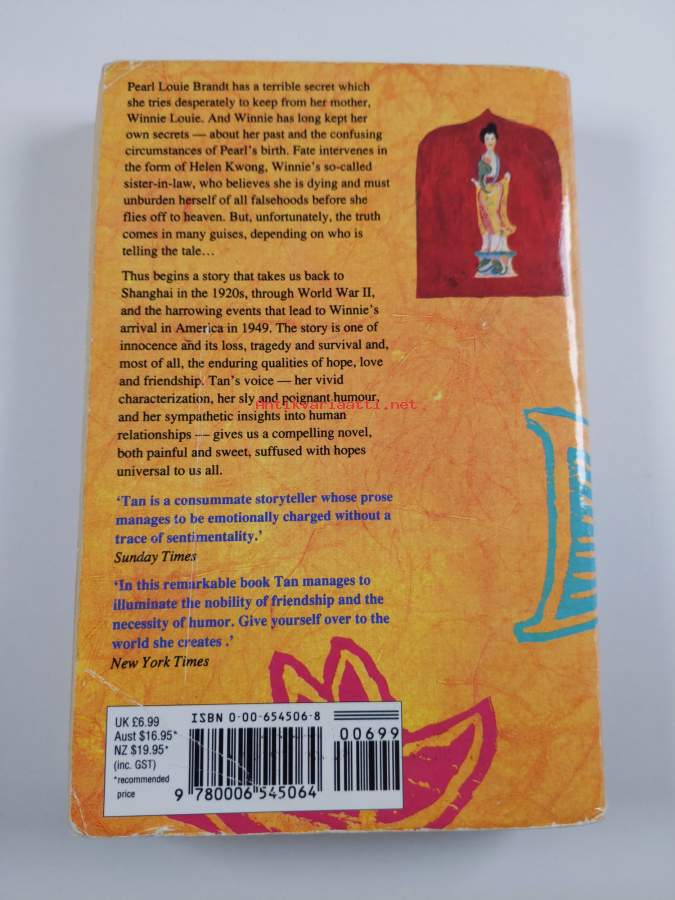 Pearl Louie Brandt has a terrible secret which
she tries desperately to keep from her mother,
Winnie Louie. And Winnie has long kept her
own secrets — about her past and the confusing
circumstances of Pearl's birth. Fate intervenes in
the form of Helen Kwong, Winnie's so-called
sister-in-law, who believes she is dying and must
unburden herself of all falsehoods before she
flies off to heaven. But, unfortunately, the truth
comes in many guises, depending on who is
telling the tale…
Thus begins a story that takes us back to
Shanghai in the 1920s, through World War II,
and the harrowing events that lead to Winnie's
arrival in America in 1949. The story is one of
innocence and its loss, tragedy and survival and,
most of all, the enduring qualities of hope, love
and friendship. Tan's voice — her vivid
characterization, her sly and poignant humour,
Antikvariaatti.net
and her sympathetic insights into human
relationships — gives us a compelling novel,
both painful and sweet, suffused with hopes
universal to us all.
'Tan is a consummate storyteller whose prose
manages to be emotionally charged without a
trace of sentimentality.'
Sunday Times
'In this remarkable book Tan manages to
illuminate the nobility of friendship and the
necessity of humor. Give yourself over to the
world she creates .'
New York Times
UK £6.99
Aust $16.95*
NZ $19.95*
(inc. GST)
*recommended
price
ISBN 0-00-654506-8
00699
9 780006 545064